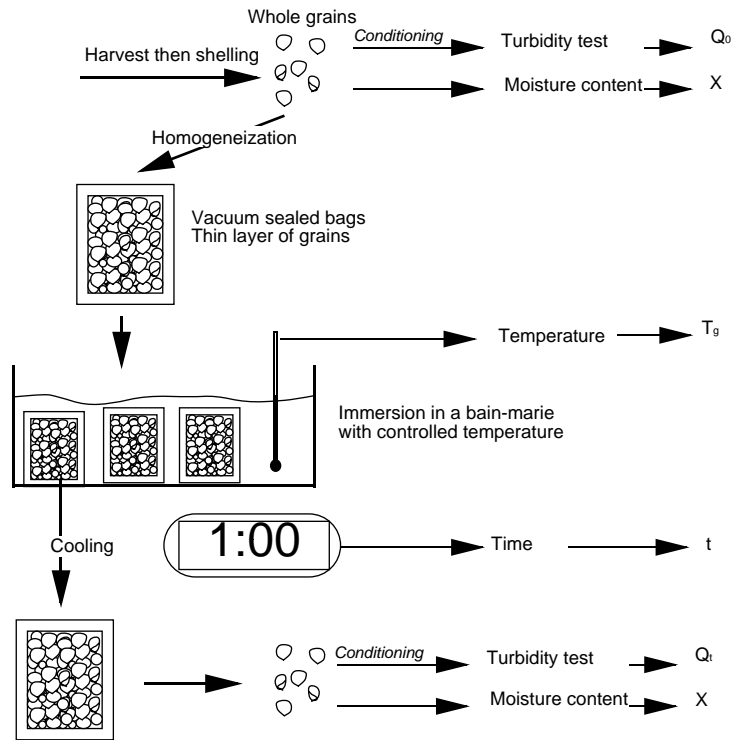 Whole grains
Harvest then shelling
Conditioning Turbidity test Q₀
Moisture content X
Homogeneization
Vacuum sealed bags
Thin layer of grains
Temperature Tg
Immersion in a bain-marie
with controlled temperature
Cooling
1:00 Time t
Conditioning Turbidity test Qt
Moisture content X